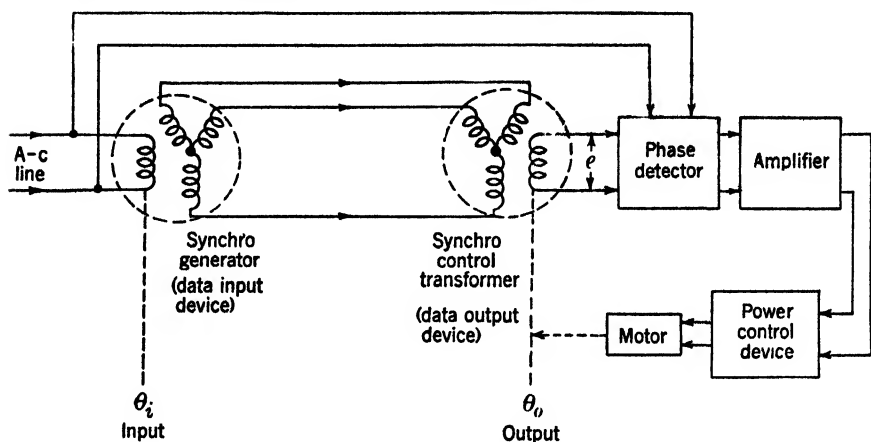 A-c
line
Synchro
generator
(data input
device)
Synchro
control
transformer
(data output
device)
e
Phase
detector
Amplifier
Power
control
device
Motor
θi
Input
θo
Output